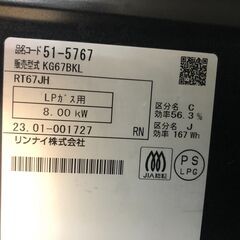 品名コード 51-5767
販売型式 KG67BKL
RT67JH
LPガス用
8.00 kW
23.01-001727 RN
リンナイ株式会社
区分名 C
効率56.3 %
区分名 J
効率 167 Wh
JIA認証
PS
LPG